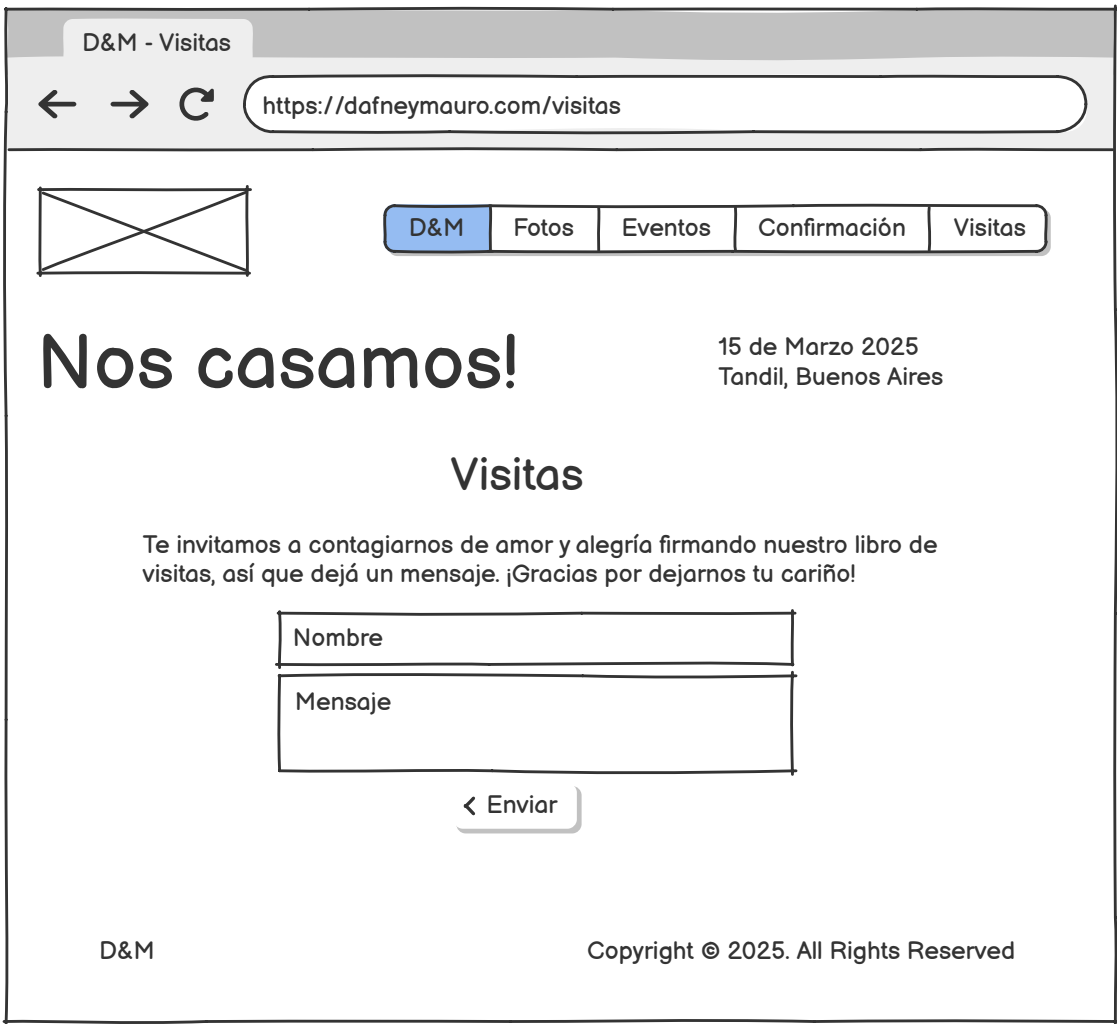 D&M - Visitas
https://dafneymauro.com/visitas
D&M Fotos Eventos Confirmación Visitas
Nos casamos!
15 de Marzo 2025
Tandil, Buenos Aires
Visitas
Te invitamos a contagiarnos de amor y alegría firmando nuestro libro de
visitas, así que dejá un mensaje. ¡Gracias por dejarnos tu cariño!
Nombre
Mensaje
Enviar
D&M
Copyright © 2025. All Rights Reserved